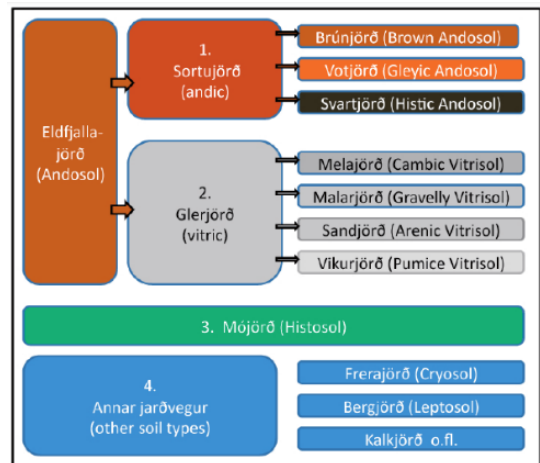 Eldfjalla-
jörð
(Andosol)
1.
Sortujörð
(andic)
Brúnjörð (Brown Andosol)
Votjörð (Gleyic Andosol)
Svartjörð (Histic Andosol)
2.
Glerjörð
(vitric)
Melajörð (Cambic Vitrisol)
Malarjörð (Gravelly Vitrisol)
Sandjörð (Arenic Vitrisol)
Vikurjörð (Pumice Vitrisol)
3. Mójörð (Histosol)
4.
Annar jarðvegur
(other soil types)
Frerajörð (Cryosol)
Bergjörð (Leptosol)
Kalkjörð o.fl.